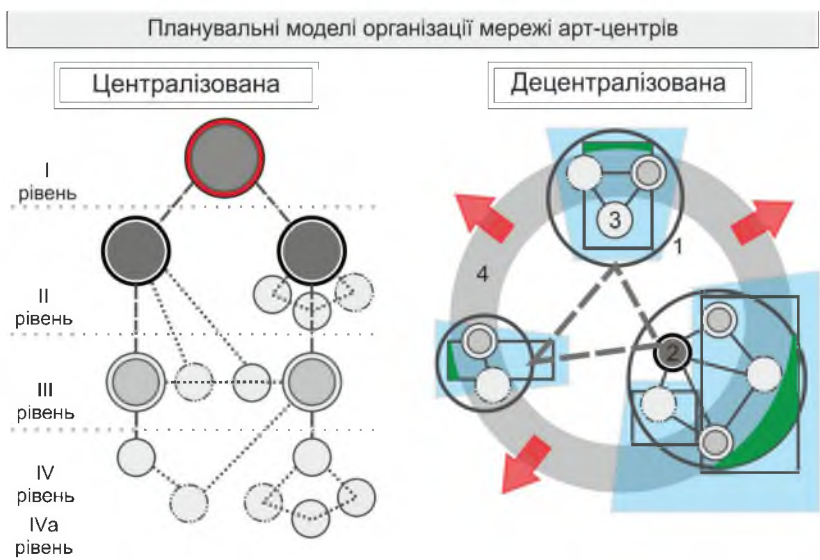 Планувальні моделі організації мережі арт-центрів
Централізована
Децентралізована
I
рівень
II
рівень
III
рівень
IV
рівень
IVa
рівень
3
1
4
2